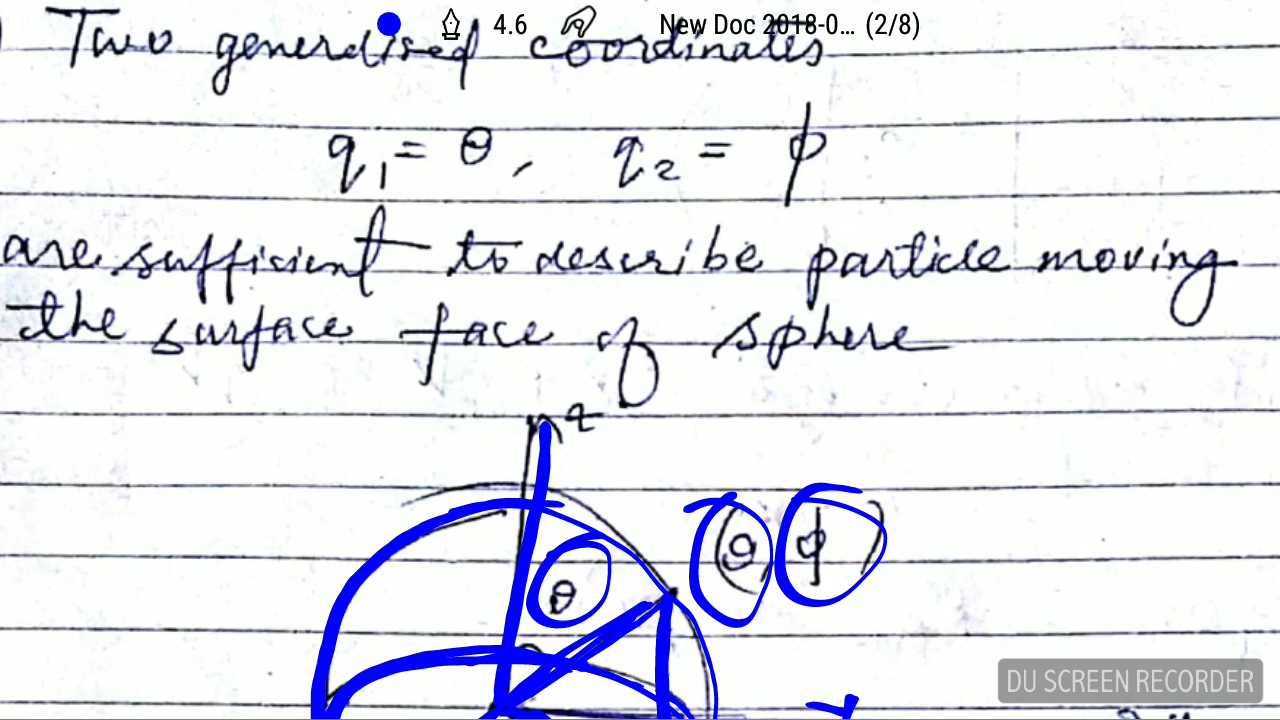 4.6 New Doc 2018-0... (2/8)
) Two generalised coordinates
q₁ = θ, q₂ = ϕ
are sufficient to describe particle moving
the surface face of sphere
z
(θ, ϕ)
θ
DU SCREEN RECORDER